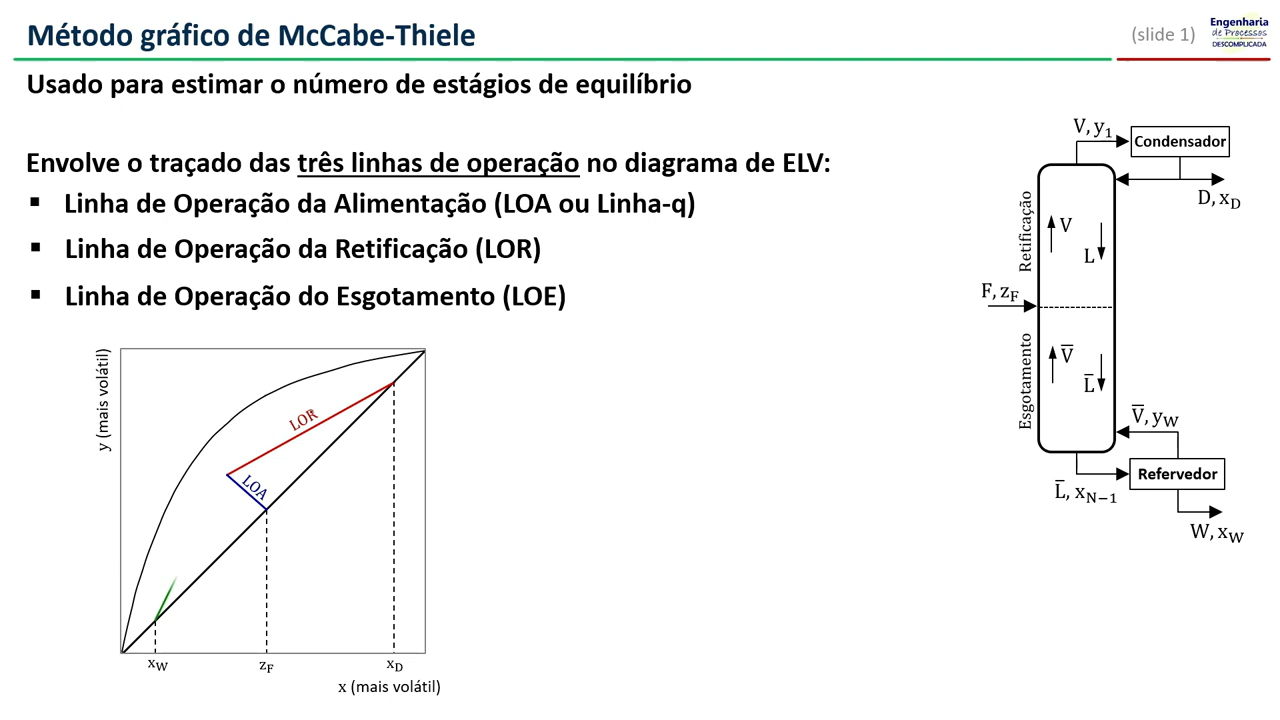 Método gráfico de McCabe-Thiele
(slide 1)
Engenharia
de Processos
DESCOMPLICADA
Usado para estimar o número de estágios de equilíbrio
Envolve o traçado das três linhas de operação no diagrama de ELV:
▪ Linha de Operação da Alimentação (LOA ou Linha-q)
▪ Linha de Operação da Retificação (LOR)
▪ Linha de Operação do Esgotamento (LOE)
y (mais volátil)
LOR
LOA
x_W
z_F
x_D
x (mais volátil)
V, y₁
Condensador
D, x_D
Retificação
V
L
F, z_F
Esgotamento
V̅
L̅
V̅, y_W
Refervedor
L̅, x_N−1
W, x_W